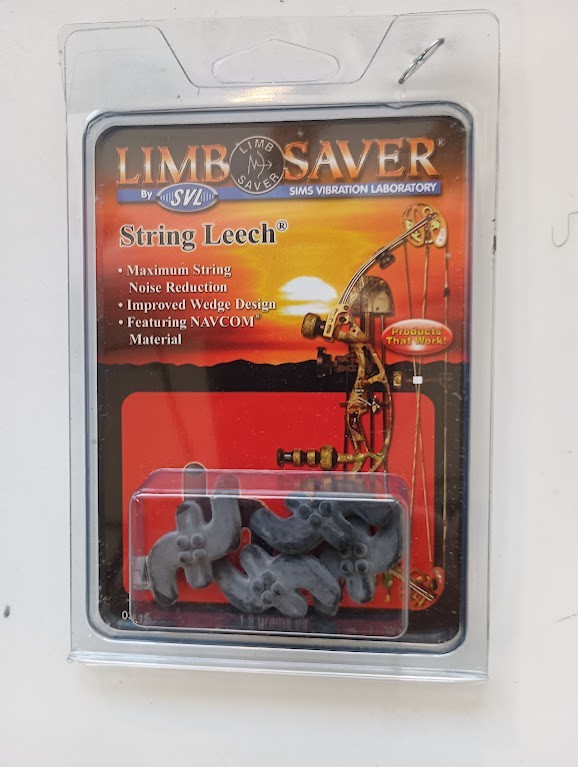 LIMB SAVER®
LIMB
SAVER
By SVL SIMS VIBRATION LABORATORY
String Leech®
• Maximum String
Noise Reduction
• Improved Wedge Design
• Featuring NAVCOM™
Material
Products
That Work!